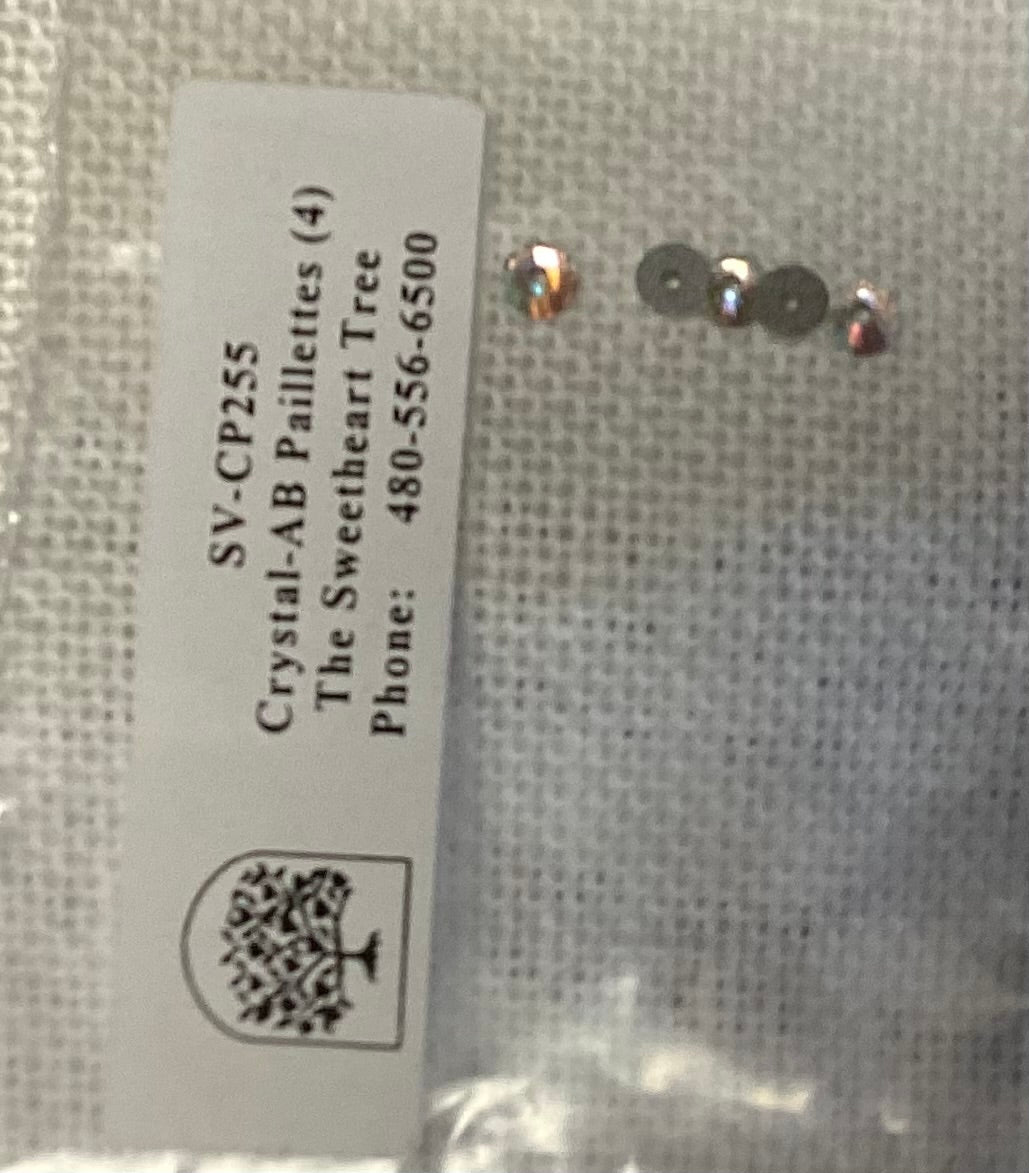 SV-CP255
Crystal-AB Paillettes (4)
The Sweetheart Tree
Phone: 480-556-6500